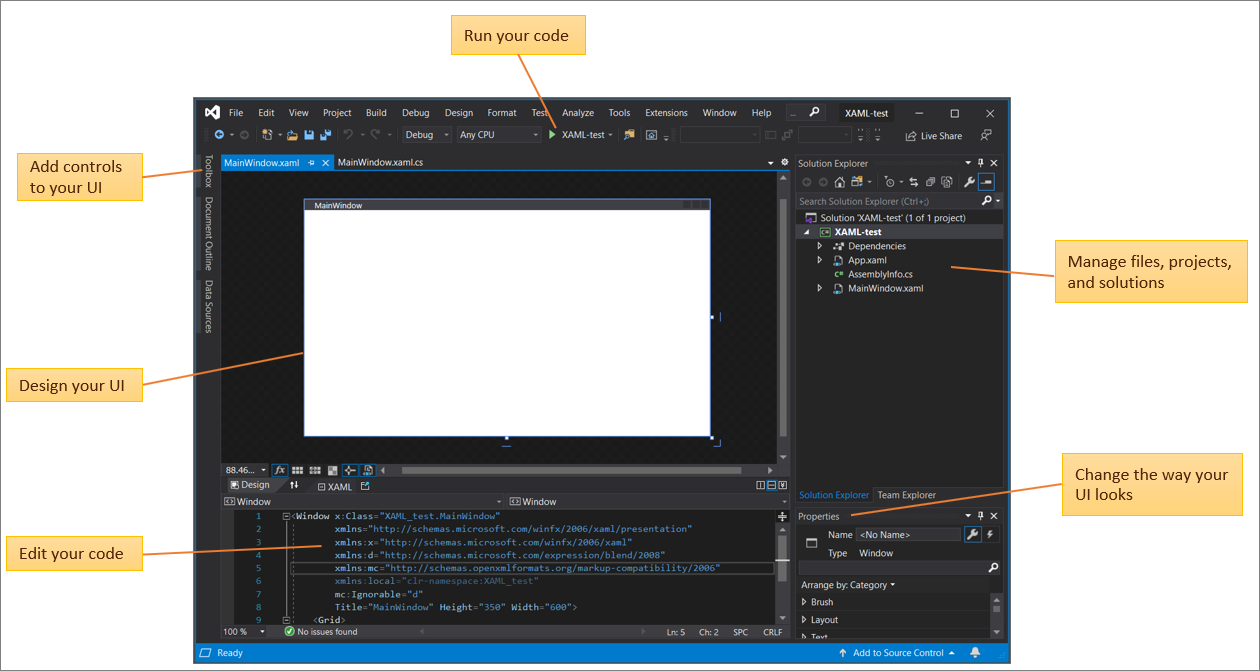 Run your code
File Edit View Project Build Debug Design Format Test Analyze Tools Extensions Window Help ... XAML-test
Debug Any CPU XAML-test Live Share
Add controls
to your UI
Toolbox
Document Outline
Data Sources
MainWindow.xaml MainWindow.xaml.cs
MainWindow
Solution Explorer
Search Solution Explorer (Ctrl+;)
Solution 'XAML-test' (1 of 1 project)
C# XAML-test
Dependencies
App.xaml
C# AssemblyInfo.cs
MainWindow.xaml
Manage files, projects,
and solutions
Design your UI
88.46... fx
Design XAML
Window Window
1 <Window x:Class="XAML_test.MainWindow"
2 xmlns="http://schemas.microsoft.com/winfx/2006/xaml/presentation"
3 xmlns:x="http://schemas.microsoft.com/winfx/2006/xaml"
4 xmlns:d="http://schemas.microsoft.com/expression/blend/2008"
5 xmlns:mc="http://schemas.openxmlformats.org/markup-compatibility/2006"
6 xmlns:local="clr-namespace:XAML_test"
7 mc:Ignorable="d"
8 Title="MainWindow" Height="350" Width="600">
9 <Grid>
100 % No issues found Ln: 5 Ch: 2 SPC CRLF
Edit your code
Solution Explorer Team Explorer
Properties
Name <No Name>
Type Window
Arrange by: Category
Brush
Layout
Text
Change the way your
UI looks
Ready Add to Source Control